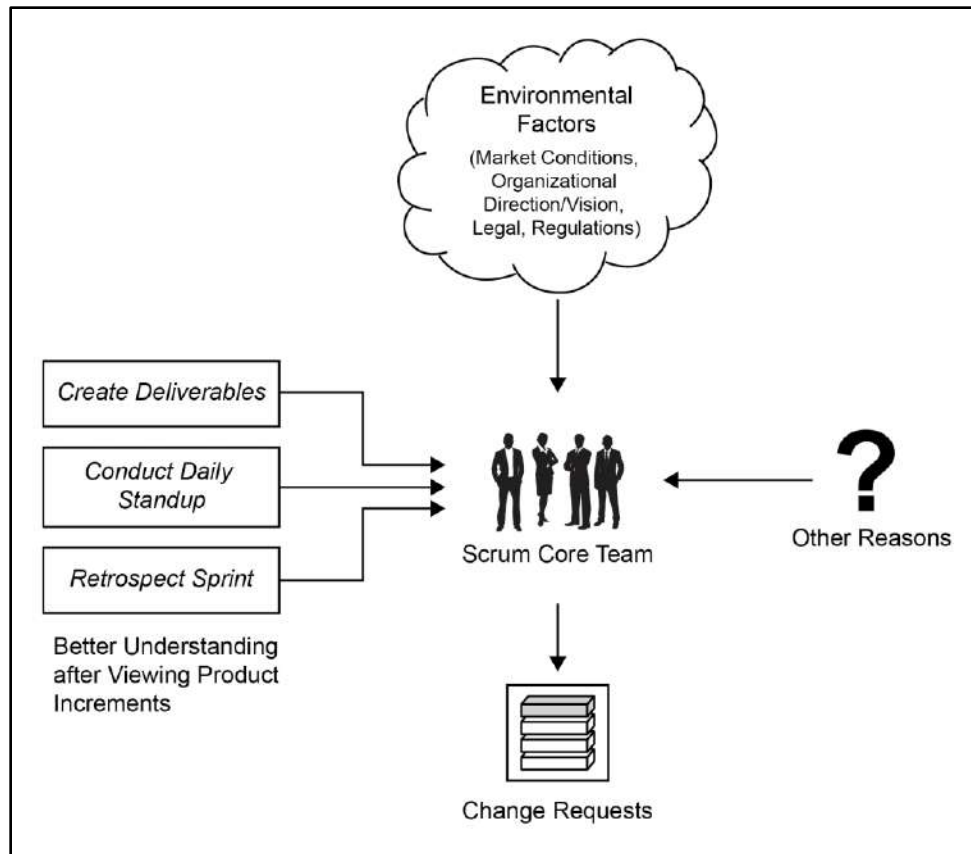 Environmental
Factors
(Market Conditions,
Organizational
Direction/Vision,
Legal, Regulations)
Create Deliverables
Conduct Daily
Standup
Retrospect Sprint
Better Understanding
after Viewing Product
Increments
Scrum Core Team
?
Other Reasons
Change Requests